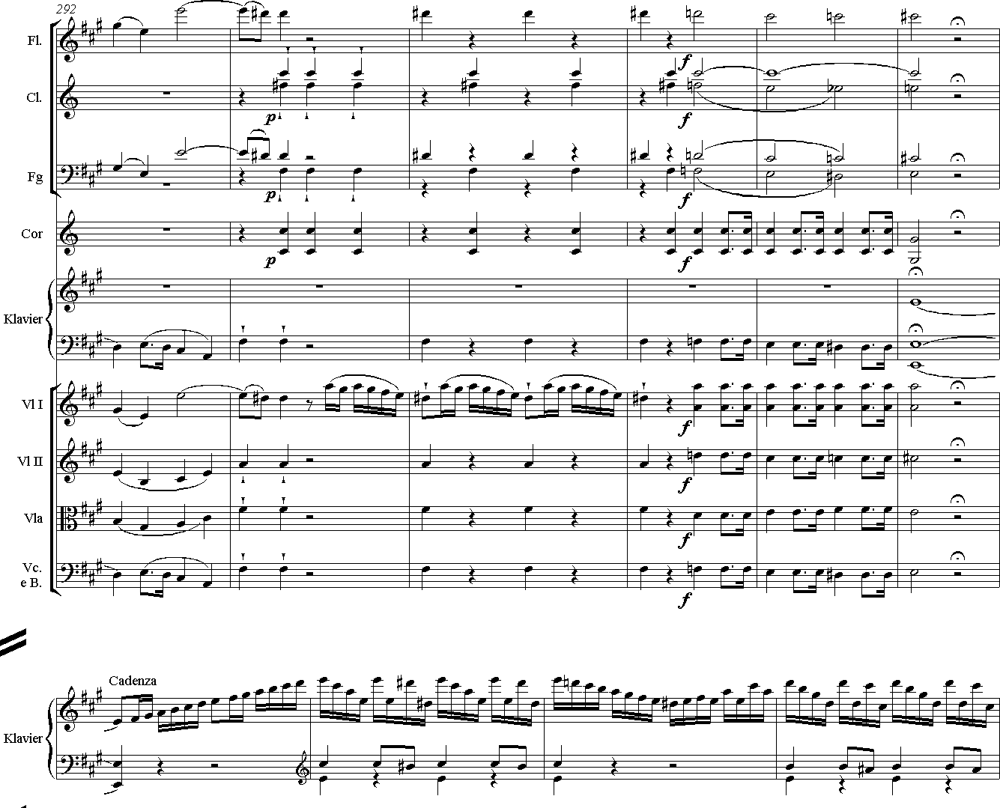 292
Fl.
Cl.
p
f
f
Fg
p
f
Cor
p
f
Klavier
Vl I
f
Vl II
f
Vla
f
Vc.
e B.
f
Cadenza
Klavier